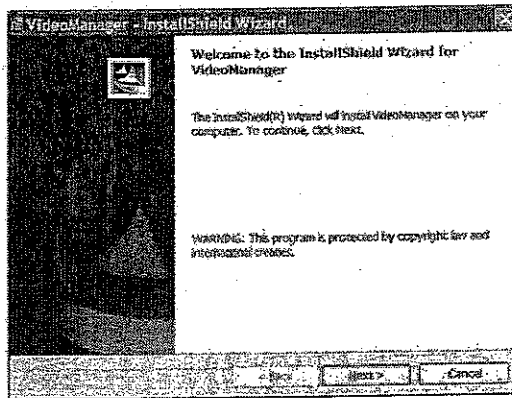 VideoManager - InstallShield Wizard
Welcome to the InstallShield Wizard for
VideoManager
The InstallShield(R) Wizard will install VideoManager on your
computer. To continue, click Next.
WARNING: This program is protected by copyright law and
international treaties.
< Back
Next >
Cancel